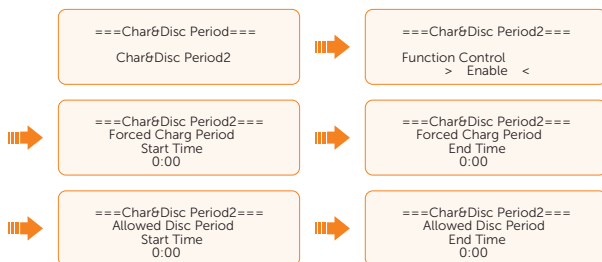 ===Char&Disc Period===
Char&Disc Period2
===Char&Disc Period2===
Function Control
> Enable <
===Char&Disc Period2===
Forced Charg Period
Start Time
0:00
===Char&Disc Period2===
Forced Charg Period
End Time
0:00
===Char&Disc Period2===
Allowed Disc Period
Start Time
0:00
===Char&Disc Period2===
Allowed Disc Period
End Time
0:00